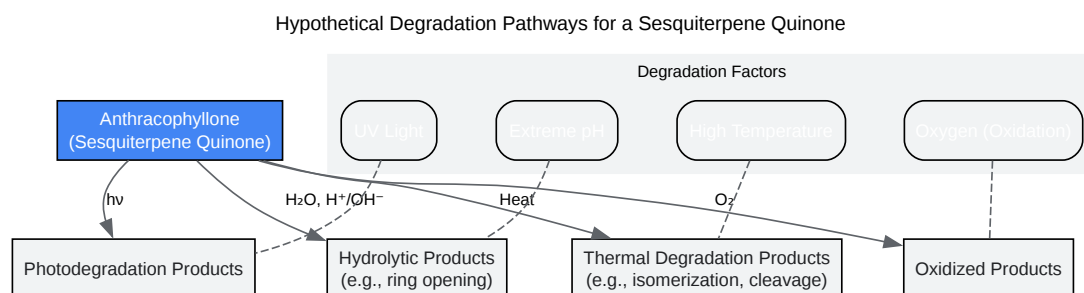 Hypothetical Degradation Pathways for a Sesquiterpene Quinone
Degradation Factors
Anthracophyllone
(Sesquiterpene Quinone)
UV Light
Extreme pH
High Temperature
Oxygen (Oxidation)
hν
H₂O, H⁺/OH⁻
Heat
O₂
Photodegradation Products
Hydrolytic Products
(e.g., ring opening)
Thermal Degradation Products
(e.g., isomerization, cleavage)
Oxidized Products